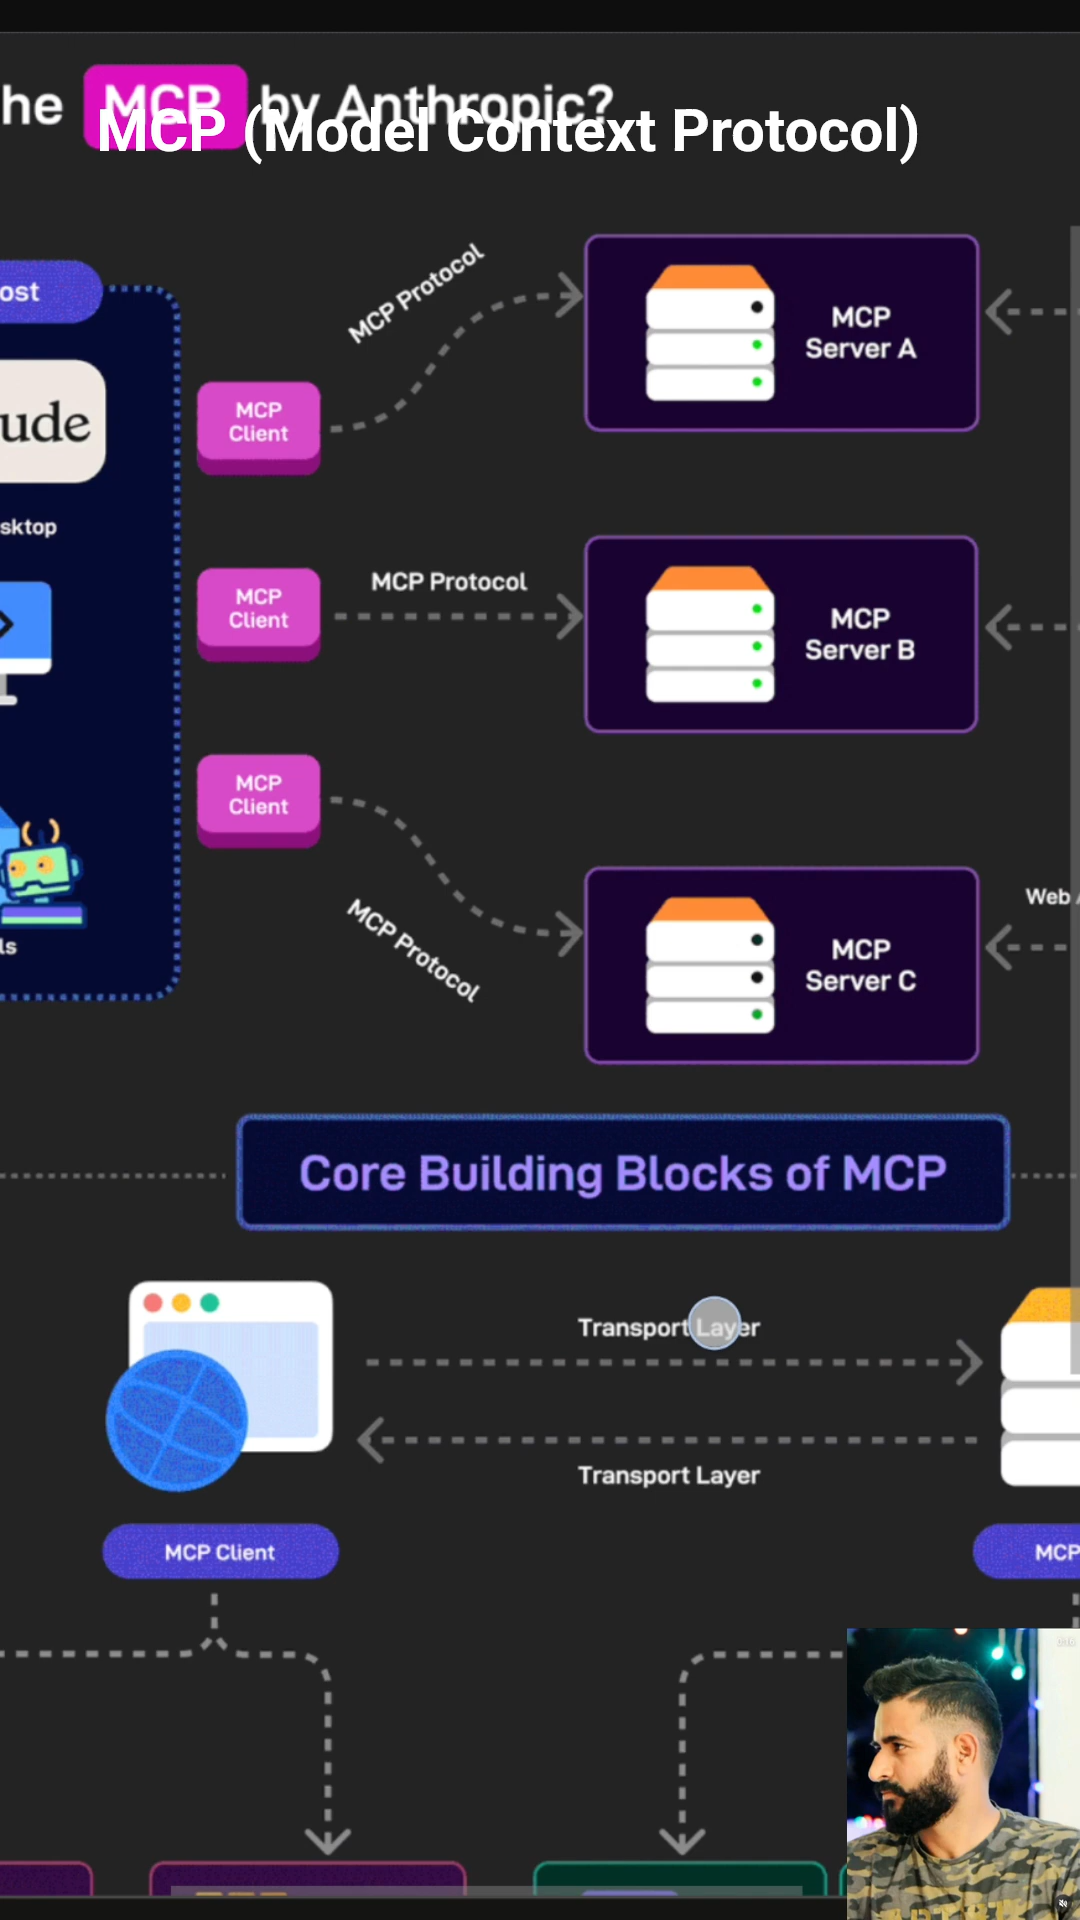 he MCP by Anthropic?
MCP (Model Context Protocol)
ost
ude
sktop
ls
MCP Protocol
MCP
Client
MCP
Server A
MCP Protocol
MCP
Client
MCP
Server B
MCP
Client
MCP Protocol
MCP
Server C
Web
Core Building Blocks of MCP
Transport Layer
Transport Layer
MCP Client
MCP